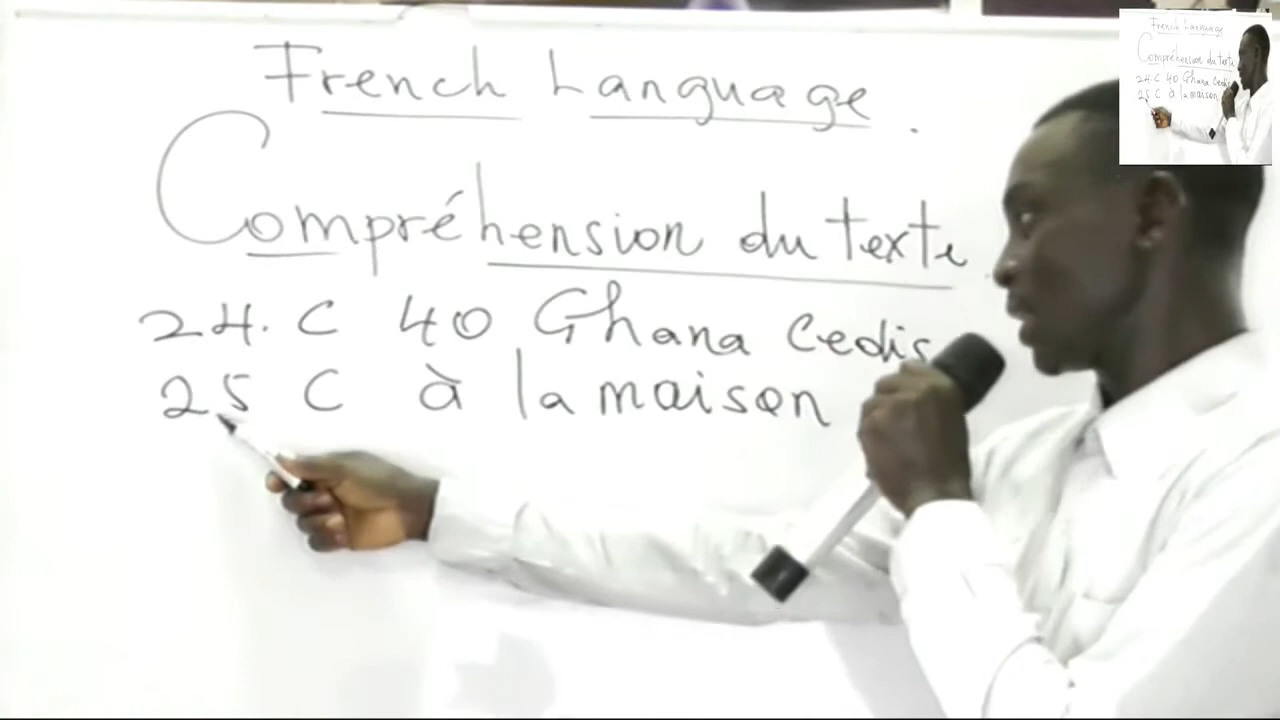 French Language.
Compréhension du texte
24. C 40 Ghana Cedis
25 C à la maison